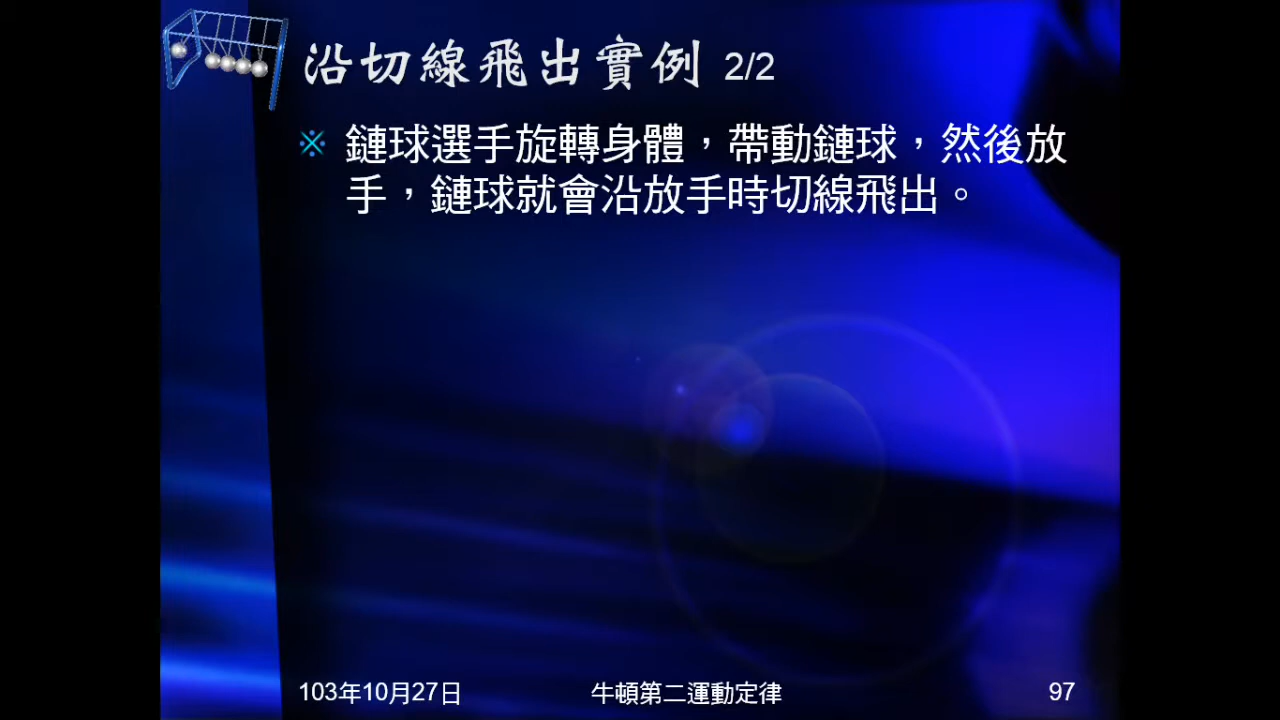 沿切線飛出實例 2/2
※ 鏈球選手旋轉身體，帶動鏈球，然後放
手，鏈球就會沿放手時切線飛出。
103年10月27日 牛頓第二運動定律 97